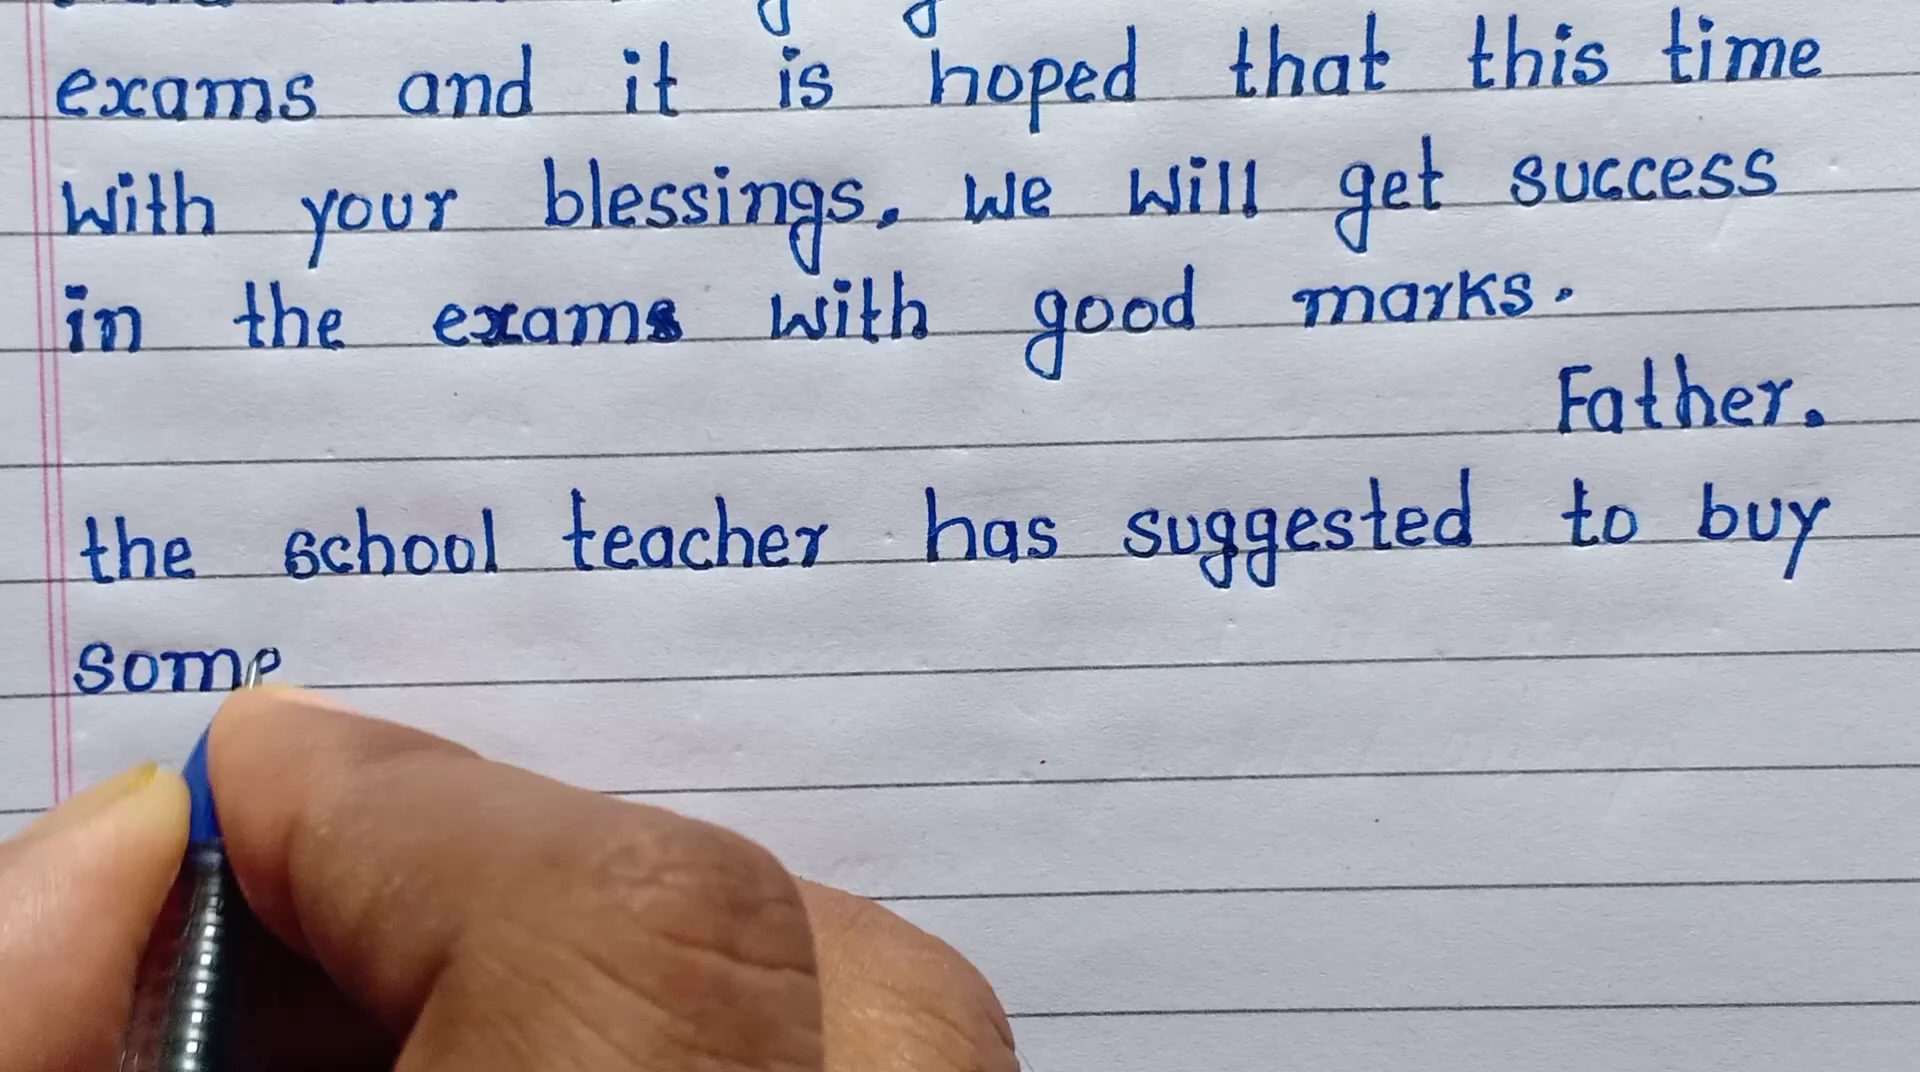 exams and it is hoped that this time
With your blessings. We Will get success
in the exams with good marks.
Father.
the school teacher has suggested to buy
some